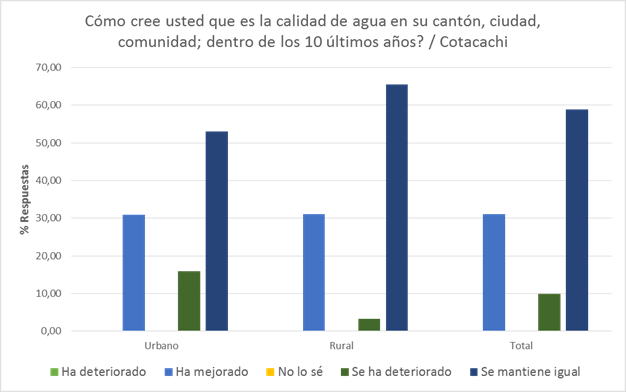 Cómo cree usted que es la calidad de agua en su cantón, ciudad,
comunidad; dentro de los 10 últimos años? / Cotacachi
70,00
60,00
50,00
40,00
30,00
20,00
10,00
0,00
% Respuestas
Urbano Rural Total
Ha deteriorado Ha mejorado No lo sé Se ha deteriorado Se mantiene igual